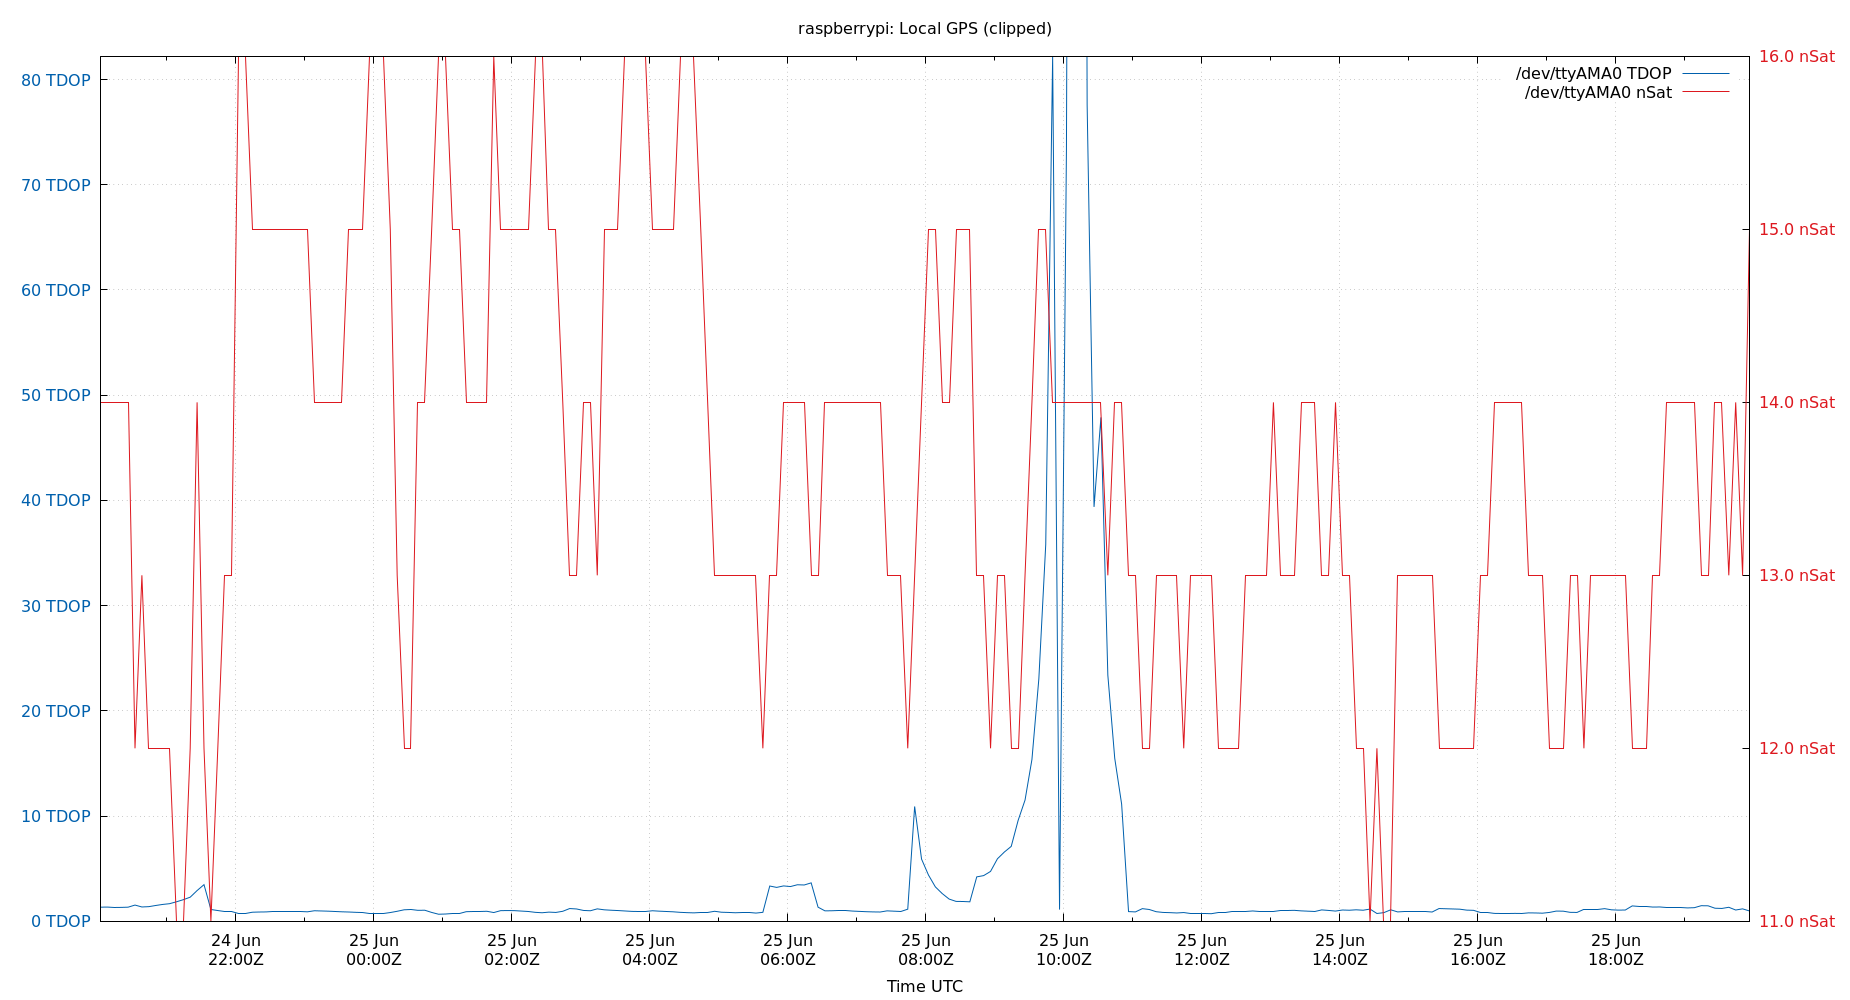 raspberrypi: Local GPS (clipped)
/dev/ttyAMA0 TDOP
/dev/ttyAMA0 nSat
80 TDOP
70 TDOP
60 TDOP
50 TDOP
40 TDOP
30 TDOP
20 TDOP
10 TDOP
0 TDOP
16.0 nSat
15.0 nSat
14.0 nSat
13.0 nSat
12.0 nSat
11.0 nSat
24 Jun
22:00Z
25 Jun
00:00Z
25 Jun
02:00Z
25 Jun
04:00Z
25 Jun
06:00Z
25 Jun
08:00Z
25 Jun
10:00Z
25 Jun
12:00Z
25 Jun
14:00Z
25 Jun
16:00Z
25 Jun
18:00Z
Time UTC